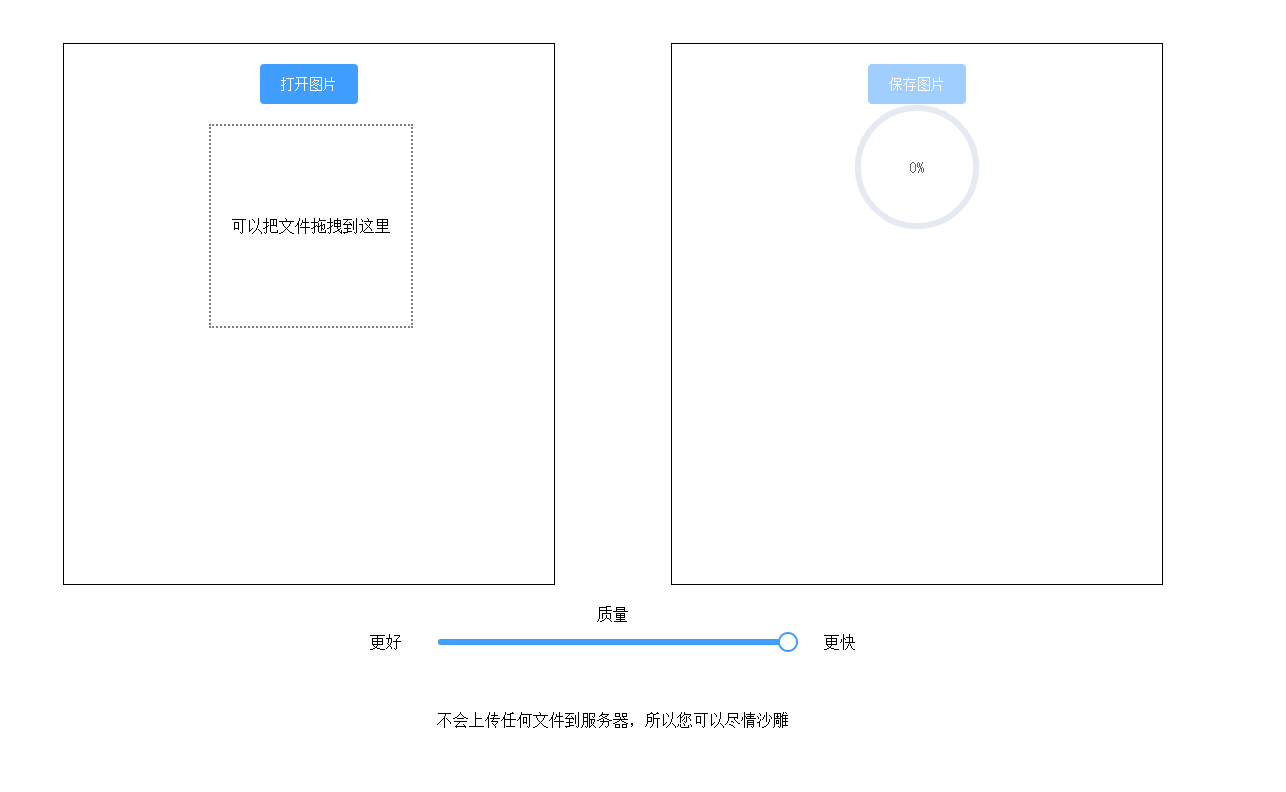 打开图片
可以把文件拖拽到这里
保存图片
0%
质量
更好
更快
不会上传任何文件到服务器，所以您可以尽情沙雕